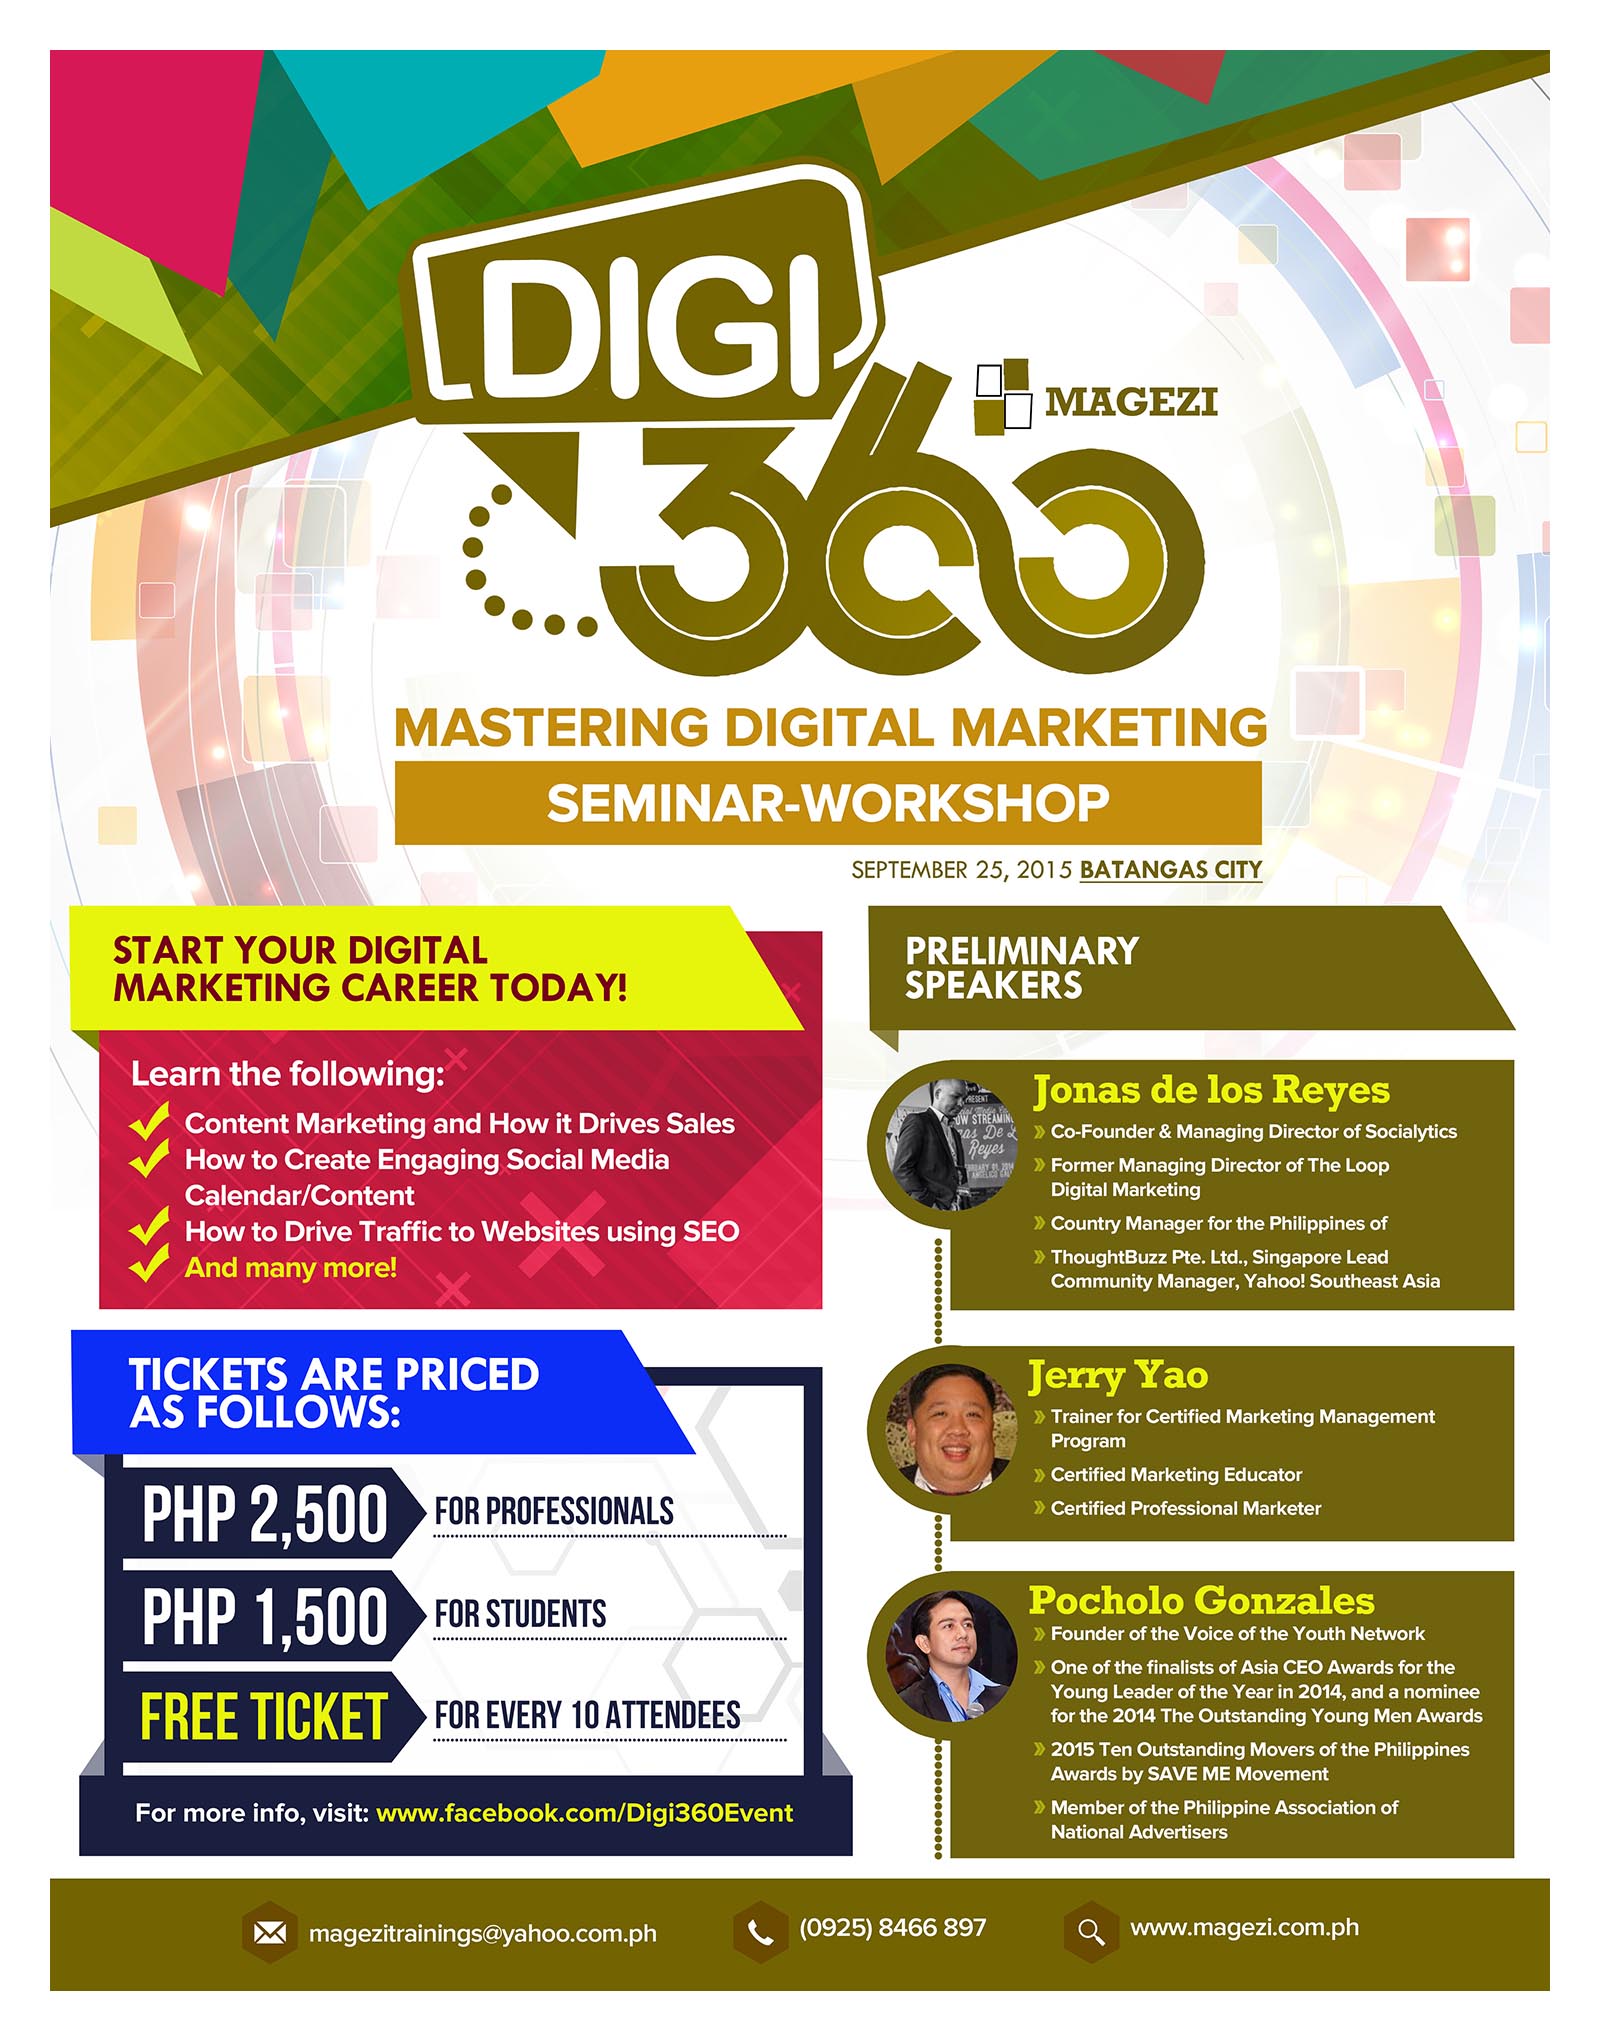 DIGI
360
MAGEZI
MASTERING DIGITAL MARKETING
SEMINAR-WORKSHOP
SEPTEMBER 25, 2015 BATANGAS CITY
START YOUR DIGITAL
MARKETING CAREER TODAY!
Learn the following:
Content Marketing and How it Drives Sales
How to Create Engaging Social Media
Calendar/Content
How to Drive Traffic to Websites using SEO
And many more!
TICKETS ARE PRICED
AS FOLLOWS:
PHP 2,500 FOR PROFESSIONALS
PHP 1,500 FOR STUDENTS
FREE TICKET FOR EVERY 10 ATTENDEES
For more info, visit: www.facebook.com/Digi360Event
PRELIMINARY
SPEAKERS
Jonas de los Reyes
» Co-Founder & Managing Director of Socialytics
» Former Managing Director of The Loop
Digital Marketing
» Country Manager for the Philippines of
» ThoughtBuzz Pte. Ltd., Singapore Lead
Community Manager, Yahoo! Southeast Asia
Jerry Yao
» Trainer for Certified Marketing Management
Program
» Certified Marketing Educator
» Certified Professional Marketer
Pocholo Gonzales
» Founder of the Voice of the Youth Network
» One of the finalists of Asia CEO Awards for the
Young Leader of the Year in 2014, and a nominee
for the 2014 The Outstanding Young Men Awards
» 2015 Ten Outstanding Movers of the Philippines
Awards by SAVE ME Movement
» Member of the Philippine Association of
National Advertisers
magezitrainings@yahoo.com.ph
(0925) 8466 897
www.magezi.com.ph